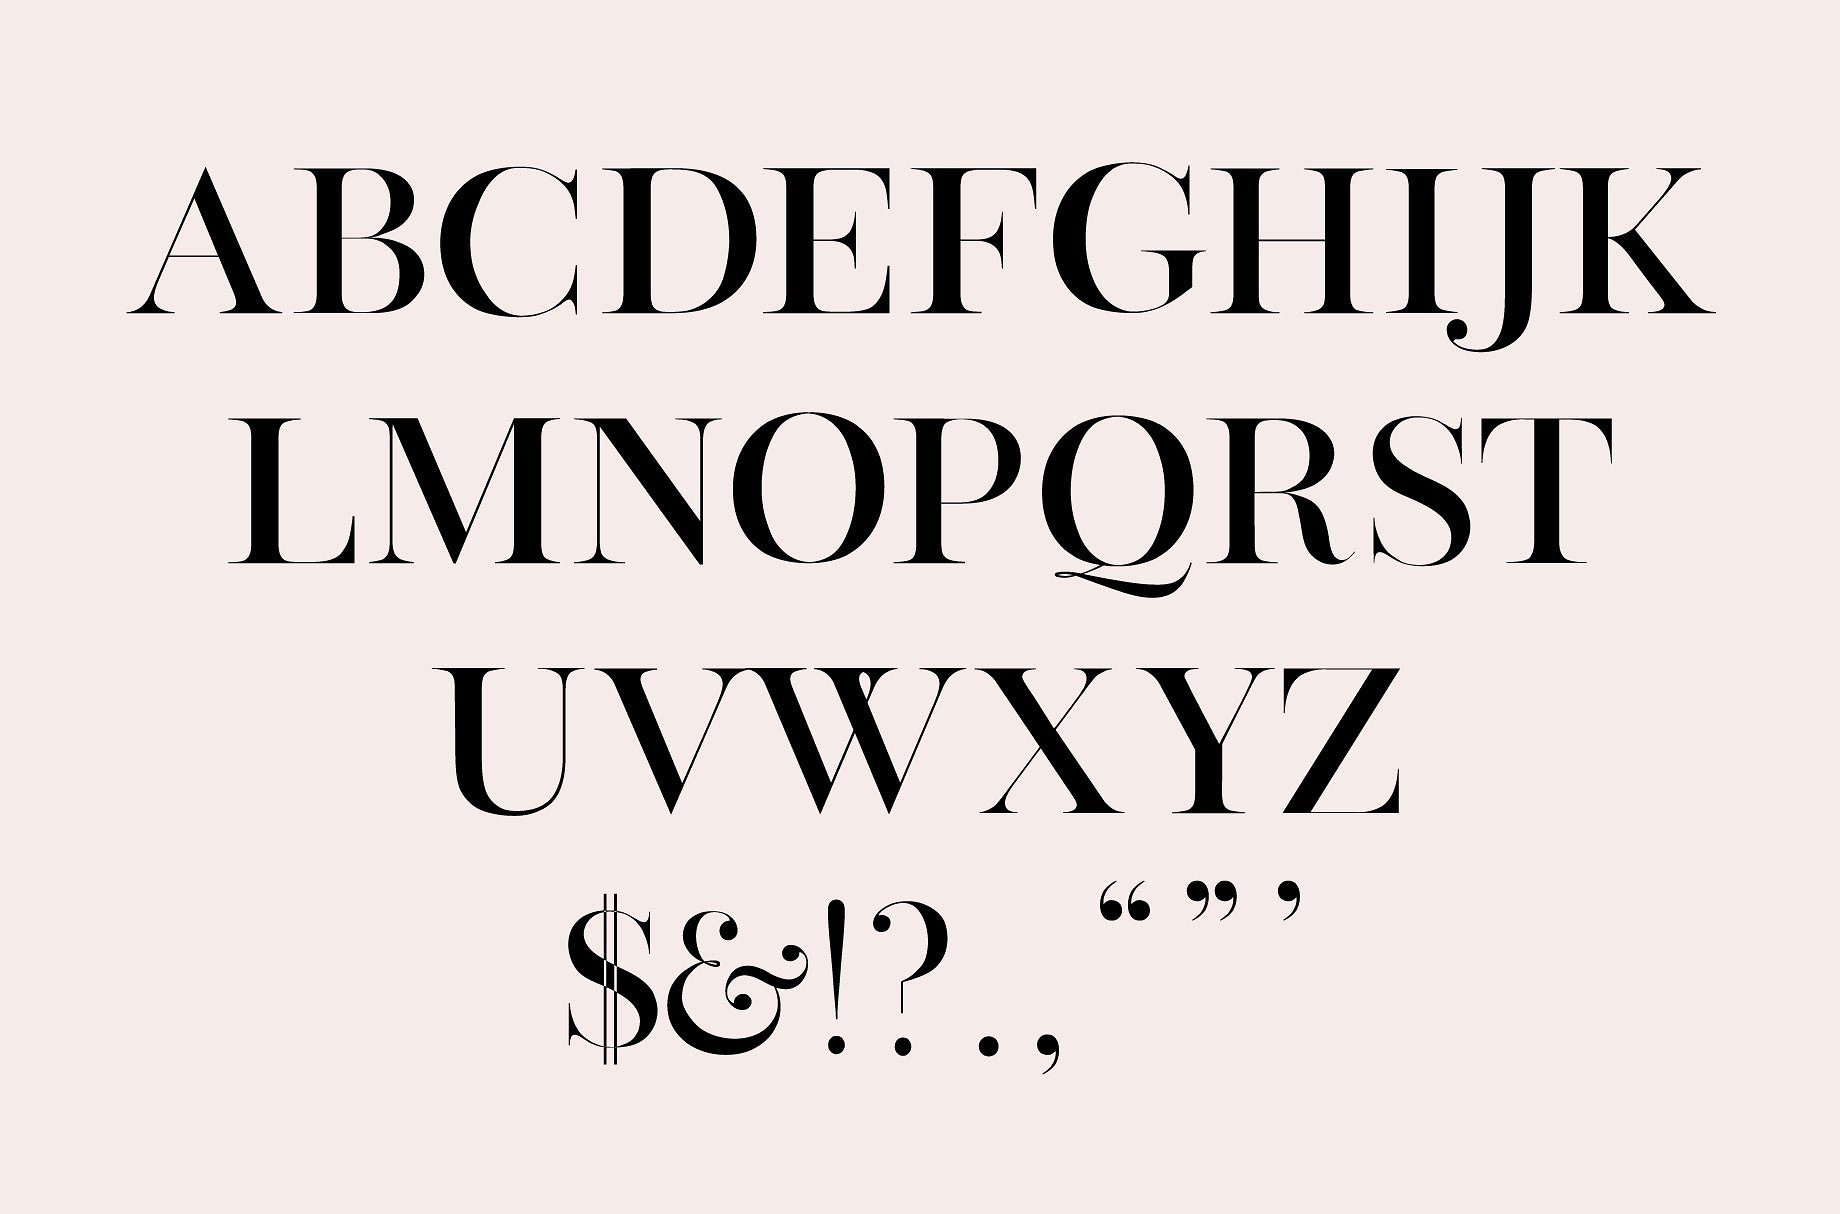 ABCDEFGHIJK
LMNOPQRST
UVWXYZ
$&!?., “ ” ’